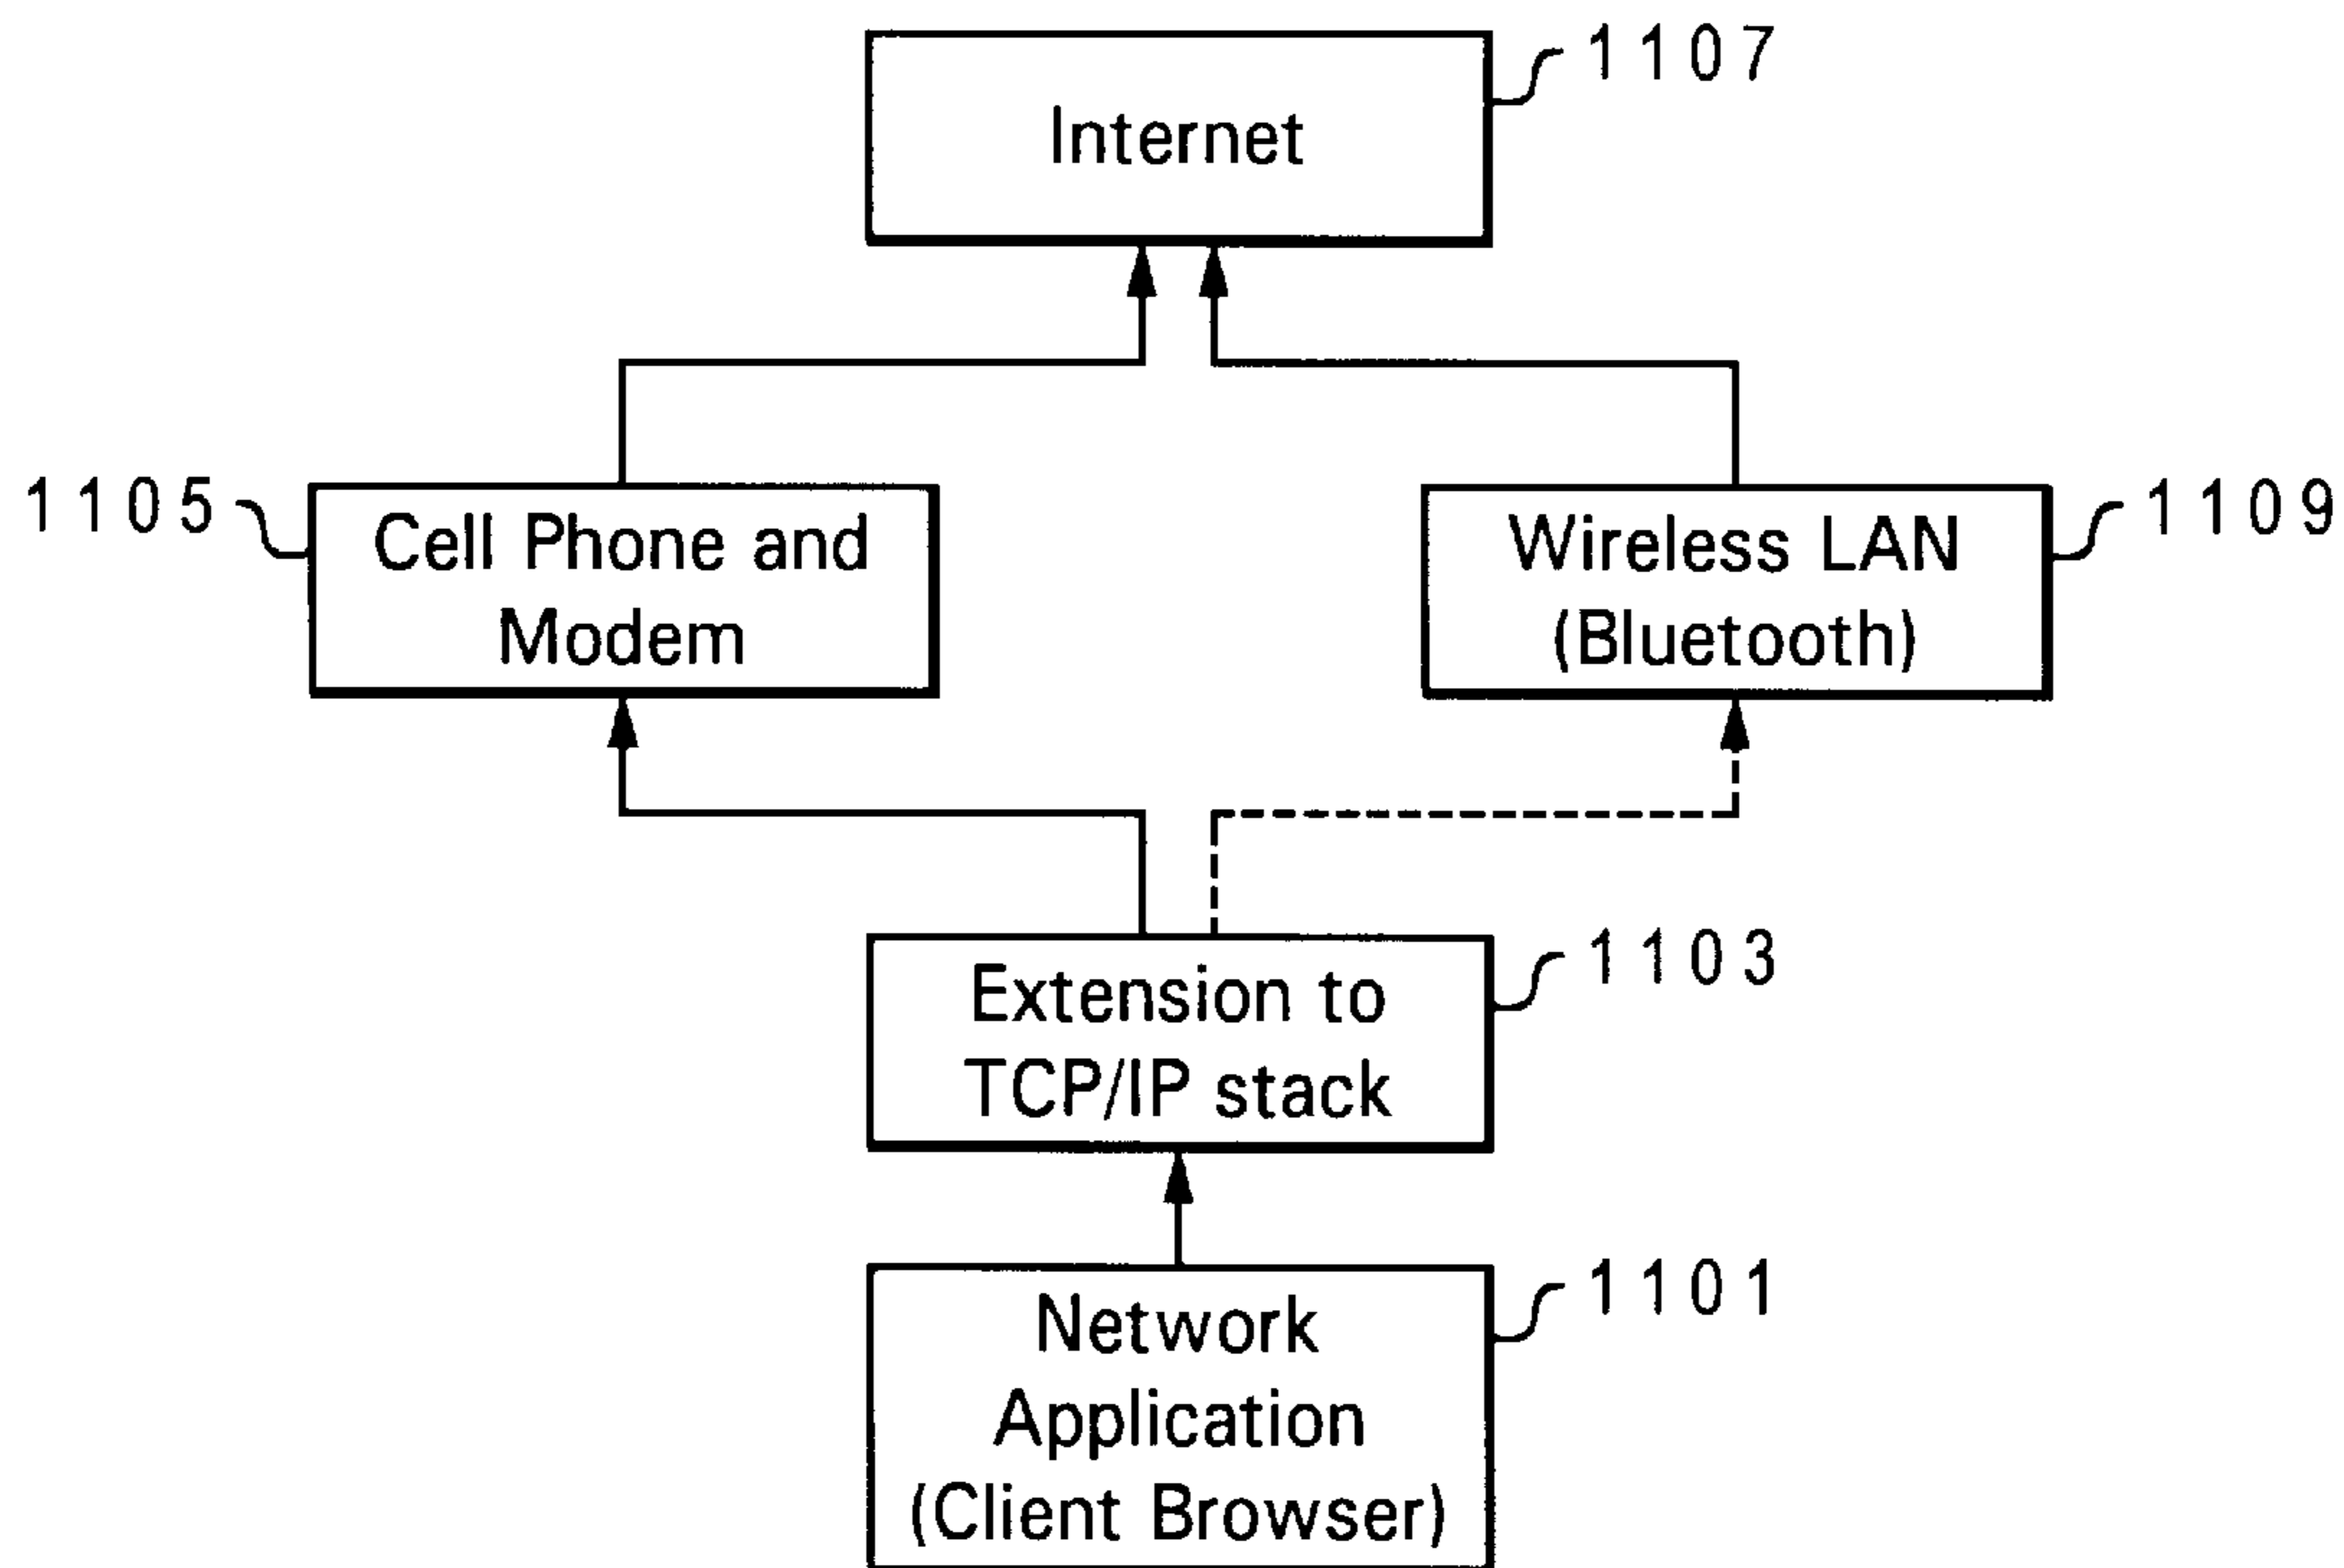 Internet
1107
1105
Cell Phone and
Modem
Wireless LAN
(Bluetooth)
1109
Extension to
TCP/IP stack
1103
Network
Application
(Client Browser)
1101